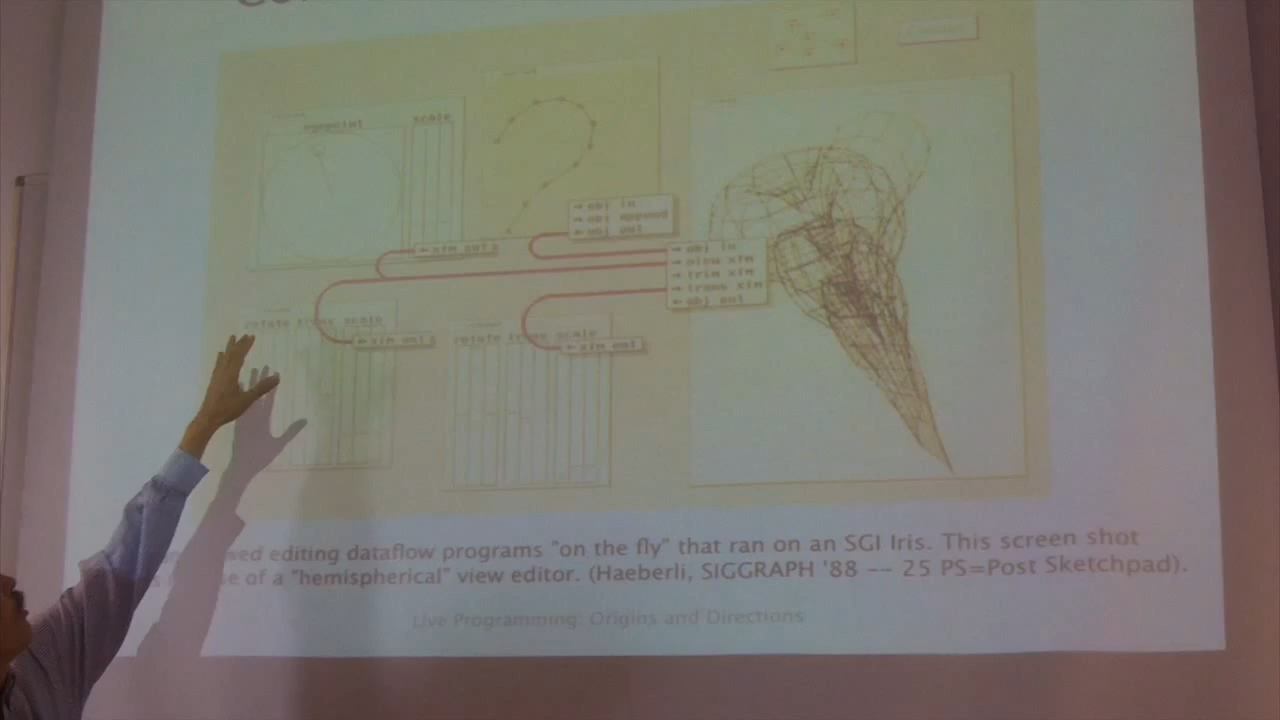 scale
xfm out
obj in
obj append
obj out
obj in
view xfm
trim xfm
trans xfm
obj out
rotate trans scale
xfm out
rotate trans scale
xfm out
editing dataflow programs "on the fly" that ran on an SGI Iris. This screen shot
of a "hemispherical" view editor. (Haeberli, SIGGRAPH '88 -- 25 PS=Post Sketchpad).
Live Programming: Origins and Directions